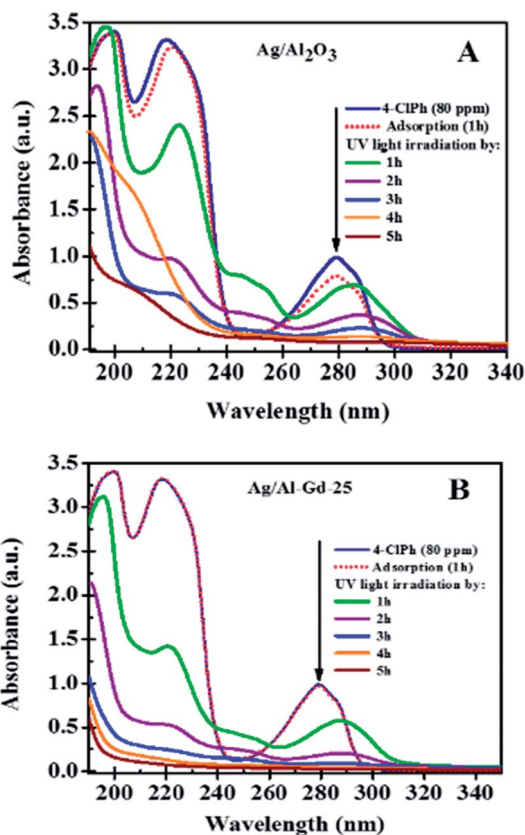 Ag/Al₂O₃
A
3.5
3.0
2.5
2.0
1.5
1.0
0.5
0.0
Absorbance (a.u.)
4-ClPh (80 ppm)
Adsorption (1h)
UV light irradiation by:
1h
2h
3h
4h
5h
200 220 240 260 280 300 320 340
Wavelength (nm)
Ag/Al-Gd-25
B
3.5
3.0
2.5
2.0
1.5
1.0
0.5
0.0
Absorbance (a.u.)
4-ClPh (80 ppm)
Adsorption (1h)
UV light irradiation by:
1h
2h
3h
4h
5h
200 220 240 260 280 300 320 340
Wavelength (nm)